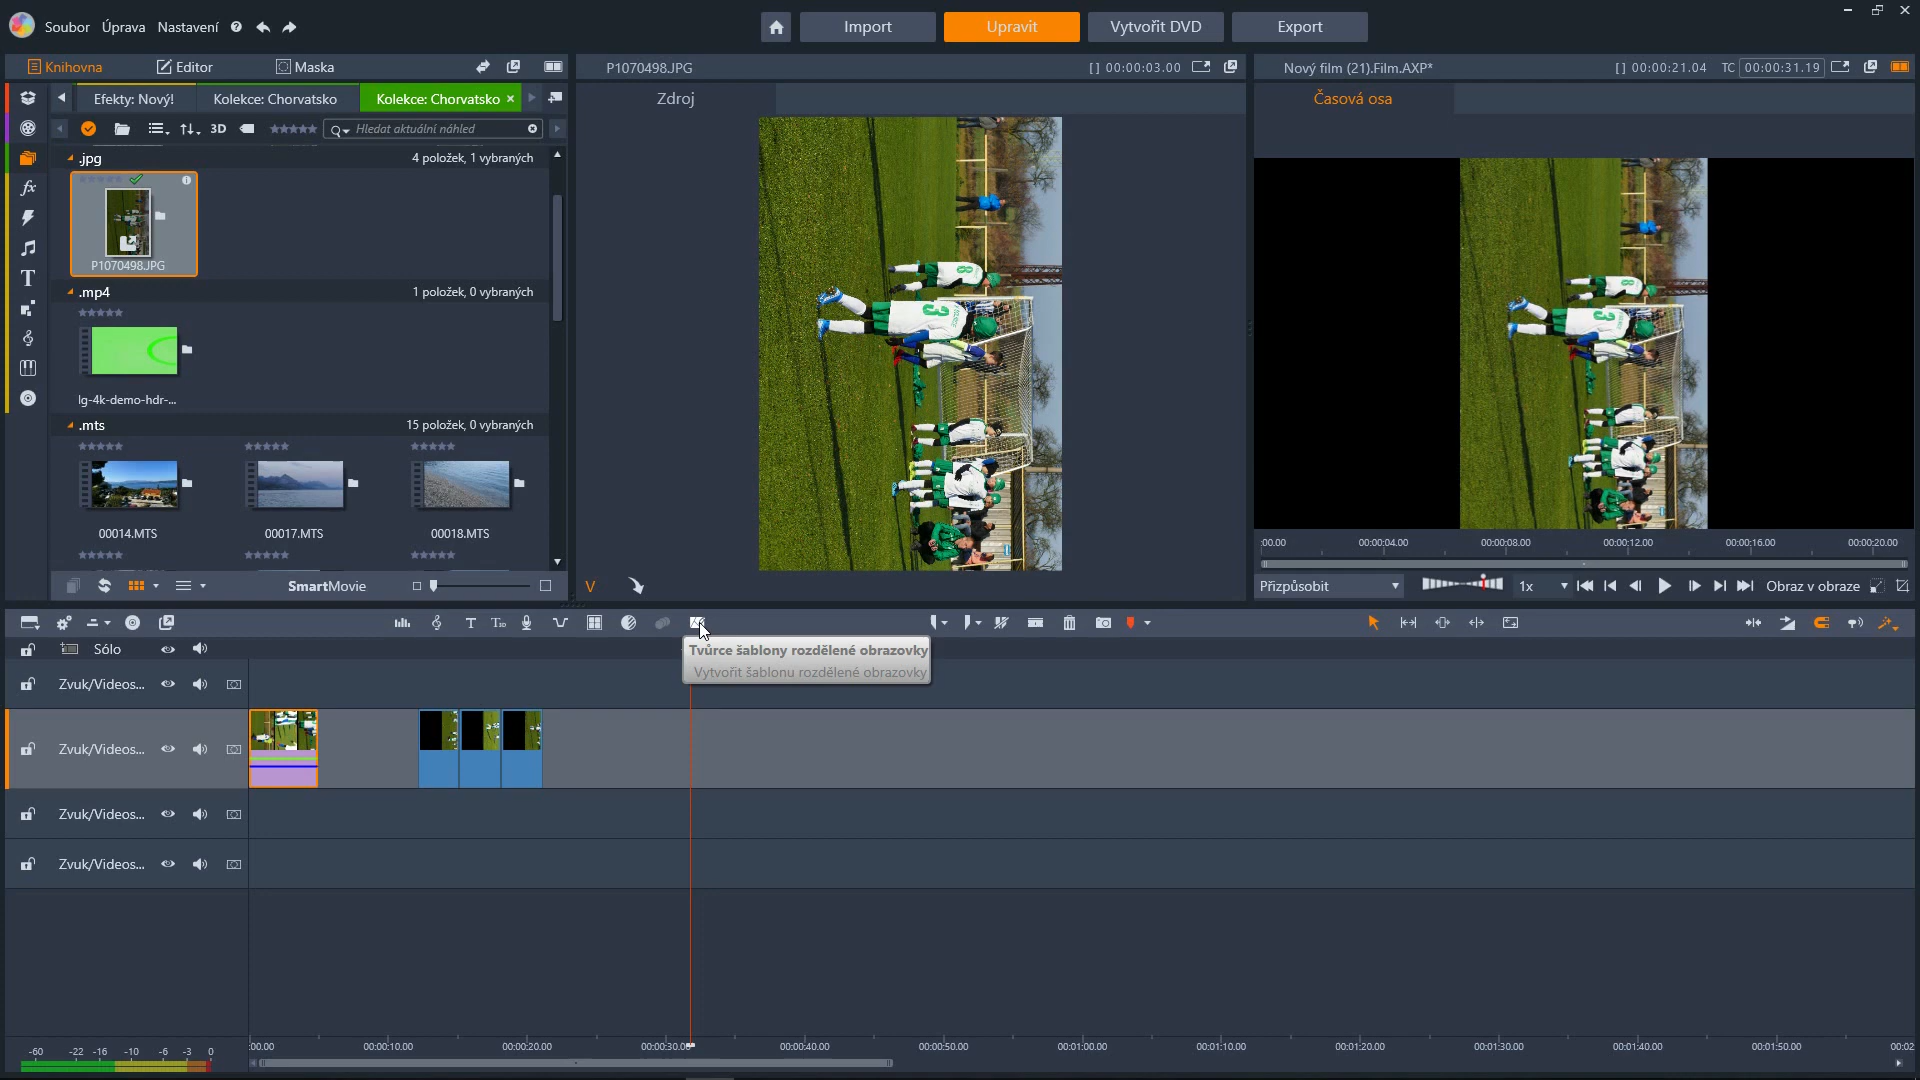 Soubor Úprava Nastavení
Import Upravit Vytvořit DVD Export
Knihovna Editor Maska
P1070498.JPG [ ] 00:00:03.00
Nový film (21).Film.AXP* [ ] 00:00:21.04 TC 00:00:31.19
Efekty: Nový! Kolekce: Chorvatsko Kolekce: Chorvatsko ×
Zdroj
Časová osa
3D Hledat aktuální náhled
.jpg 4 položek, 1 vybraných
P1070498.JPG
.mp4 1 položek, 0 vybraných
lg-4k-demo-hdr-...
.mts 15 položek, 0 vybraných
00014.MTS 00017.MTS 00018.MTS
SmartMovie
V
8
3
8
3
:00.00 00:00:04.00 00:00:08.00 00:00:12.00 00:00:16.00 00:00:20.00
Přizpůsobit 1x Obraz v obraze
Tvůrce šablony rozdělené obrazovky
Vytvořit šablonu rozdělené obrazovky
Sólo
Zvuk/Videos...
Zvuk/Videos...
Zvuk/Videos...
Zvuk/Videos...
-60 -22 -16 -10 -6 -3 0
:00.00 00:00:10.00 00:00:20.00 00:00:30.00 00:00:40.00 00:00:50.00 00:01:00.00 00:01:10.00 00:01:20.00 00:01:30.00 00:01:40.00 00:01:50.00 00:02